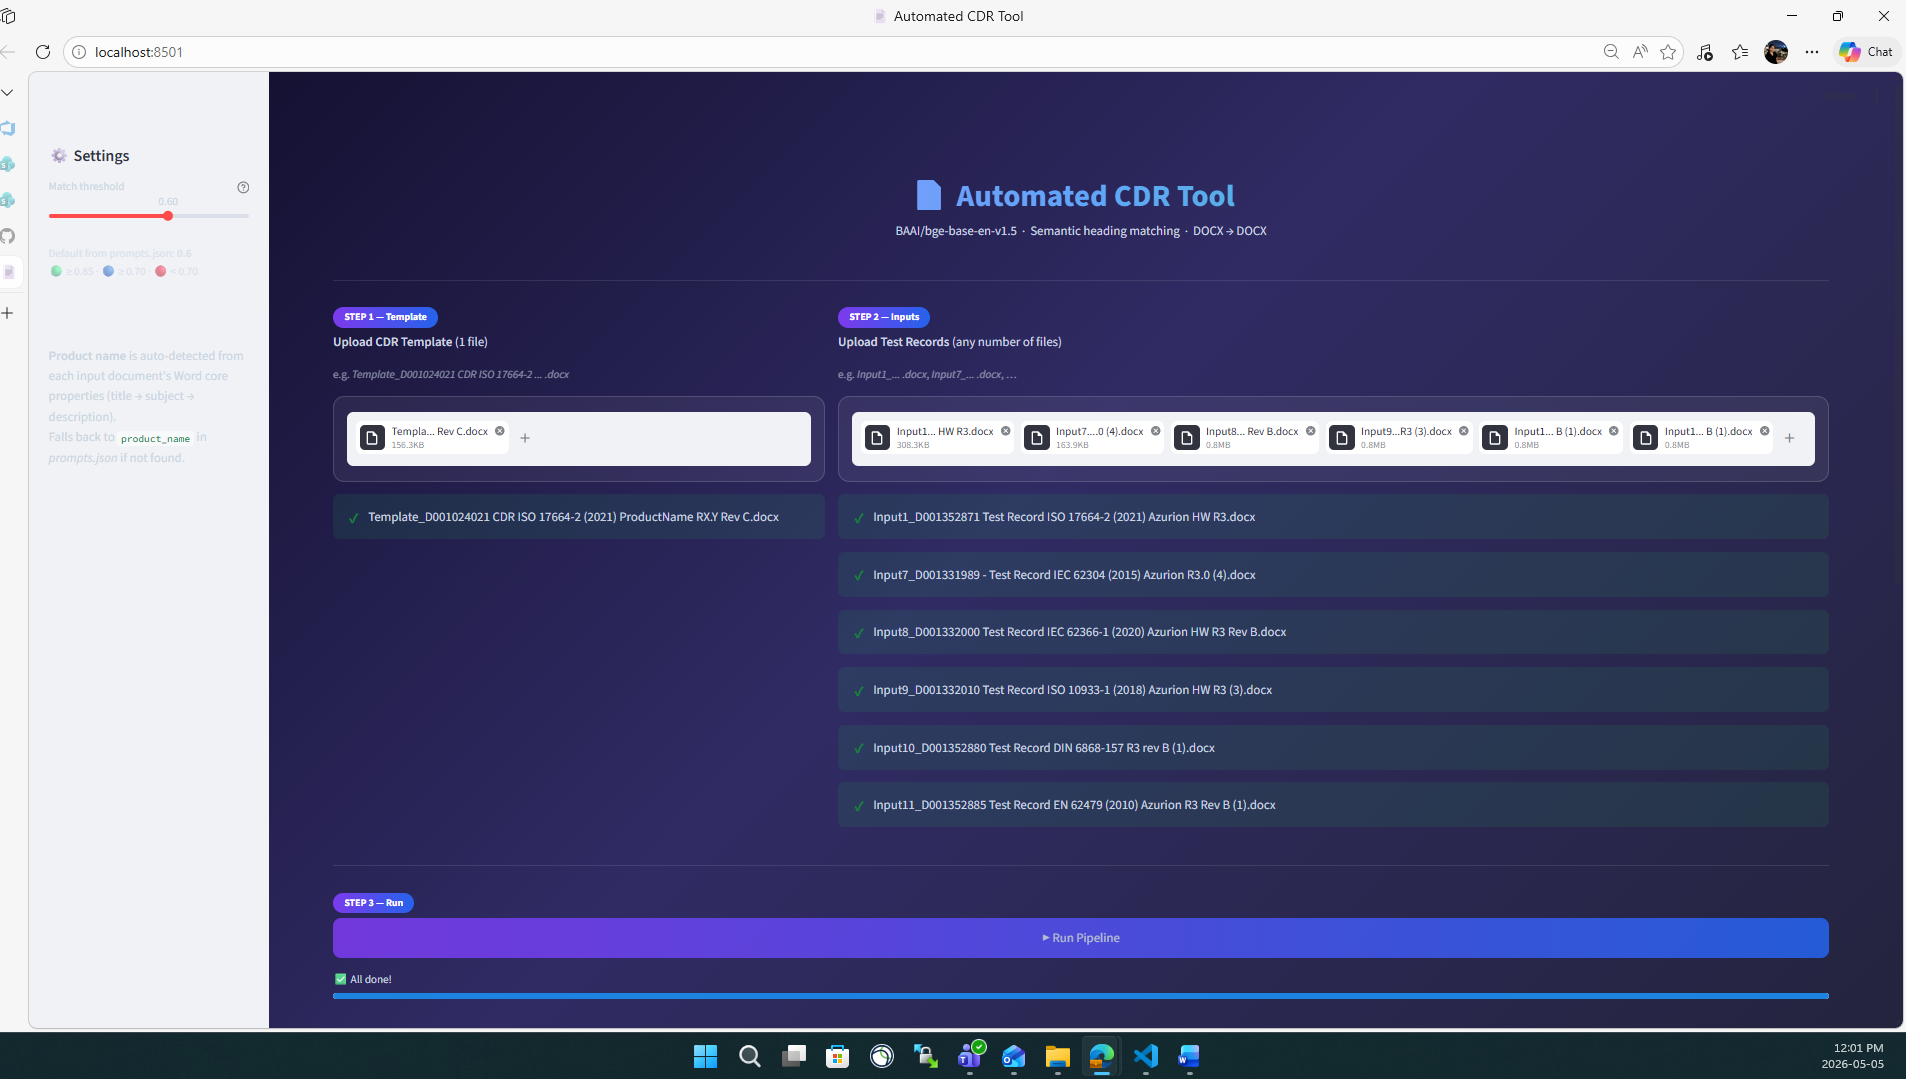 Automated CDR Tool
localhost:8501
Chat
Settings
Match threshold
0.60
Default from prompts.json: 0.6
≥ 0.85 · ≥ 0.70 · < 0.70
Product name is auto-detected from
each input document's Word core
properties (title → subject →
description).
Falls back to product_name in
prompts.json if not found.
Automated CDR Tool
BAAI/bge-base-en-v1.5 · Semantic heading matching · DOCX → DOCX
STEP 1 — Template
Upload CDR Template (1 file)
e.g. Template_D001024021 CDR ISO 17664-2 ... .docx
Templa... Rev C.docx
156.3KB
Template_D001024021 CDR ISO 17664-2 (2021) ProductName RX.Y Rev C.docx
STEP 2 — Inputs
Upload Test Records (any number of files)
e.g. Input1_... .docx, Input7_... .docx, ...
Input1... HW R3.docx
308.3KB
Input7....0 (4).docx
163.9KB
Input8... Rev B.docx
0.8MB
Input9...R3 (3).docx
0.8MB
Input1... B (1).docx
0.8MB
Input1... B (1).docx
0.8MB
Input1_D001352871 Test Record ISO 17664-2 (2021) Azurion HW R3.docx
Input7_D001331989 - Test Record IEC 62304 (2015) Azurion R3.0 (4).docx
Input8_D001332000 Test Record IEC 62366-1 (2020) Azurion HW R3 Rev B.docx
Input9_D001332010 Test Record ISO 10933-1 (2018) Azurion HW R3 (3).docx
Input10_D001352880 Test Record DIN 6868-157 R3 rev B (1).docx
Input11_D001352885 Test Record EN 62479 (2010) Azurion R3 Rev B (1).docx
STEP 3 — Run
Run Pipeline
All done!
12:01 PM
2026-05-05